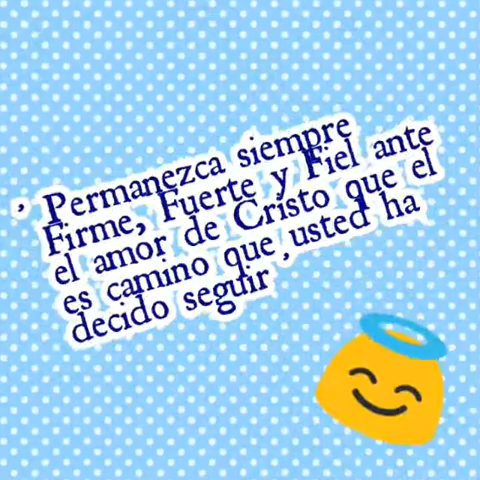 , Permanezca siempre
Firme, Fuerte y Fiel ante
el amor de Cristo que el
es camino que usted ha
decido seguir ,